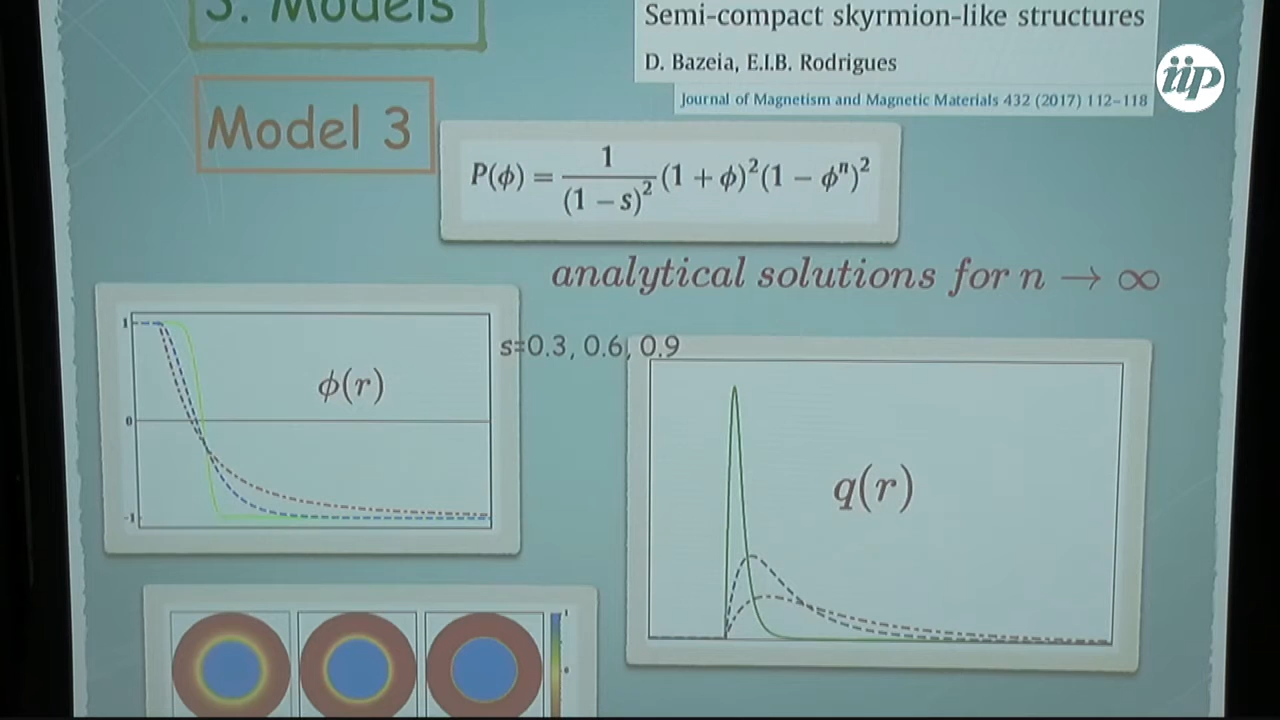 3. Models
Semi-compact skyrmion-like structures
D. Bazeia, E.I.B. Rodrigues
Journal of Magnetism and Magnetic Materials 432 (2017) 112–118
iip
Model 3
P(ϕ) = 1/(1 − s)² (1 + ϕ)²(1 − ϕⁿ)²
analytical solutions for n → ∞
s=0.3, 0.6, 0.9
1
ϕ(r)
0
-1
q(r)
1
0